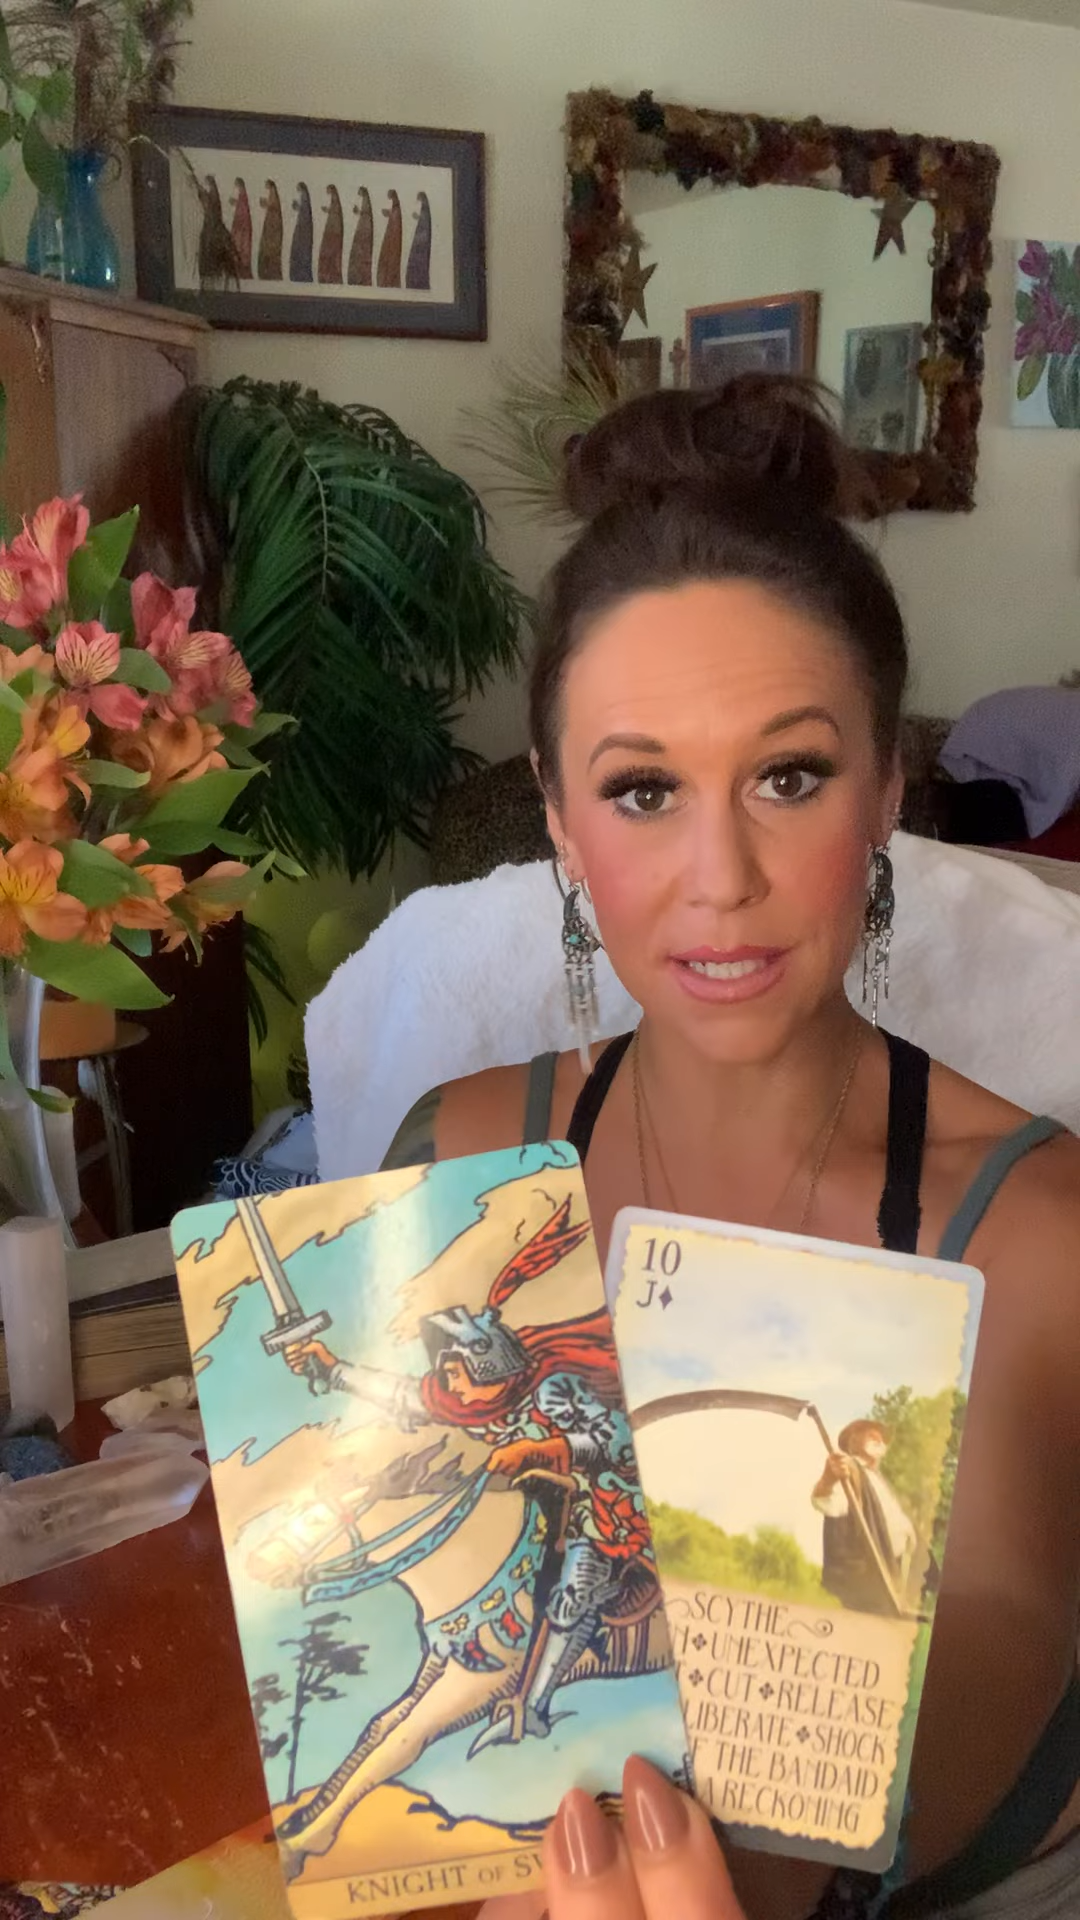 KNIGHT OF
10
J♦
SCYTHE
UNEXPECTED
CUT❖RELEASE
LIBERATE❖SHOCK
THE BANDAID
A RECKONING